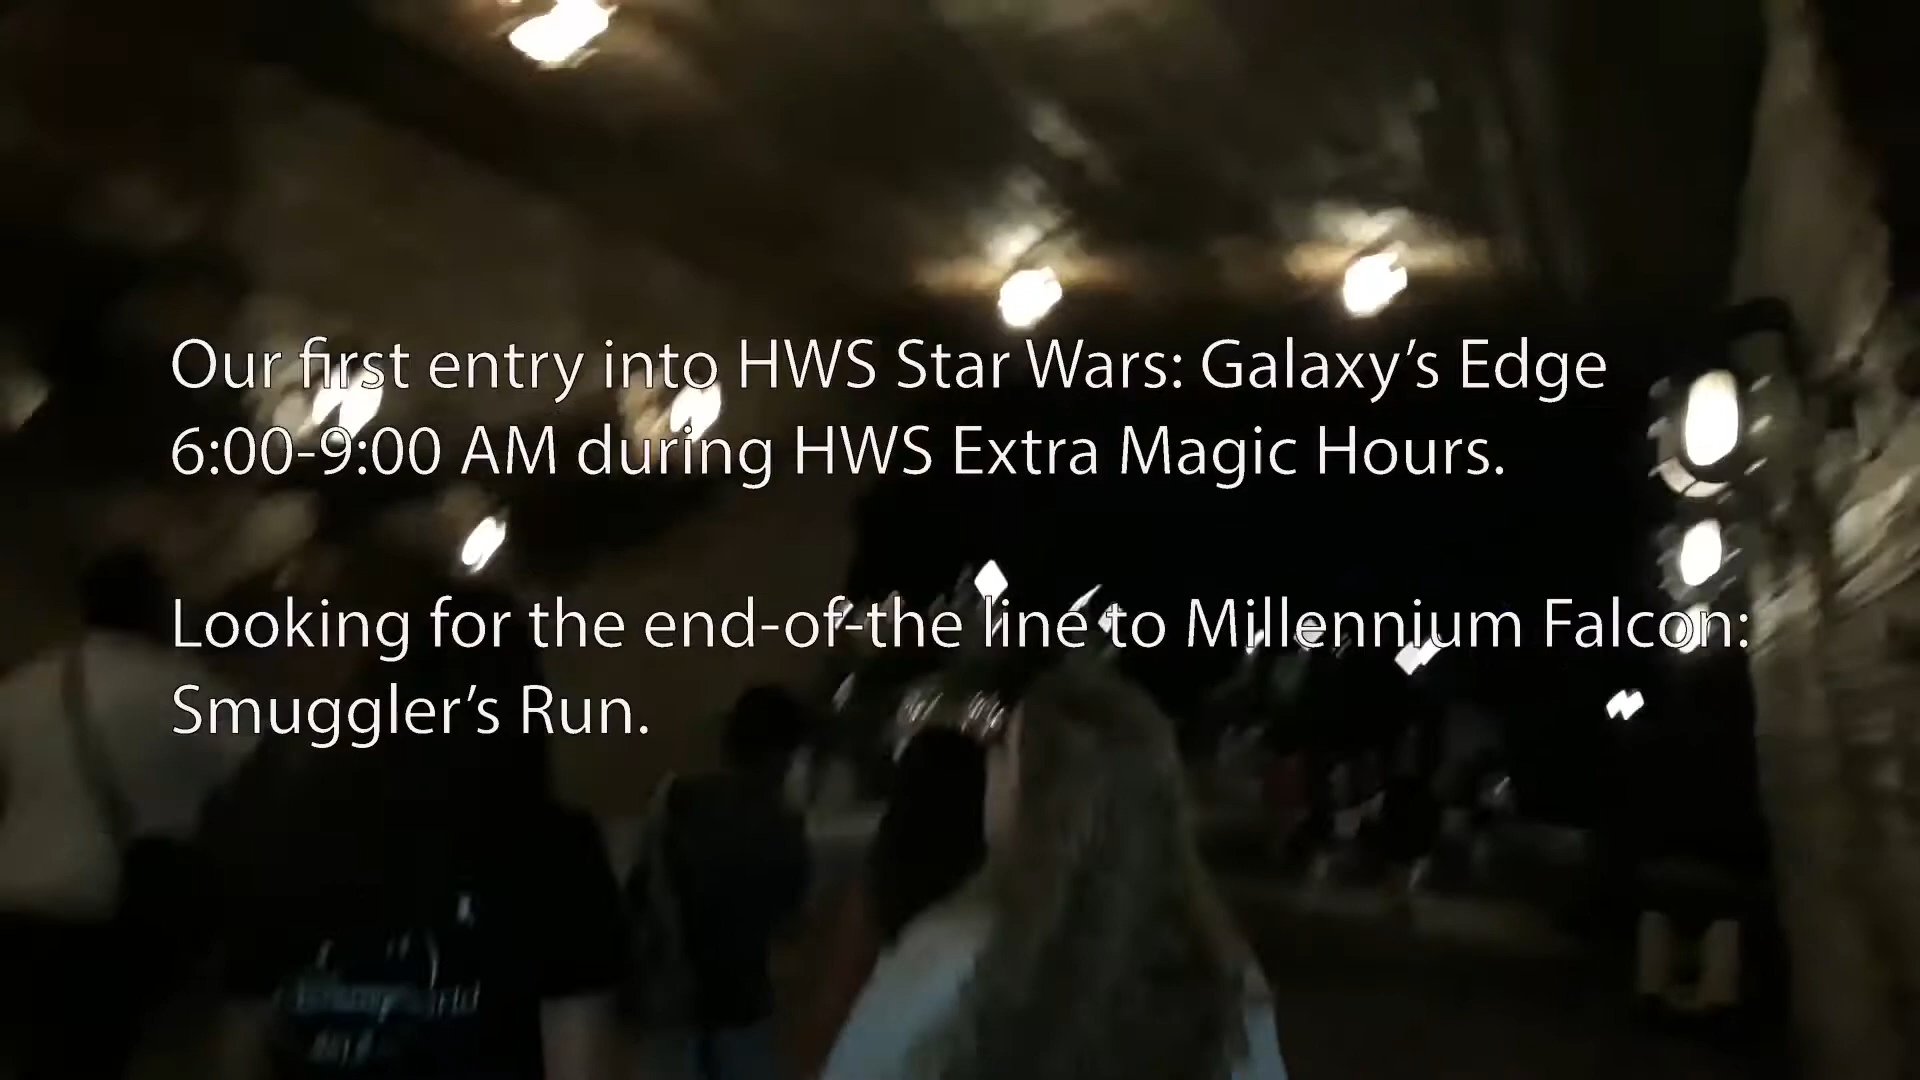 Our first entry into HWS Star Wars: Galaxy’s Edge
6:00-9:00 AM during HWS Extra Magic Hours.
Looking for the end-of-the line to Millennium Falcon:
Smuggler’s Run.